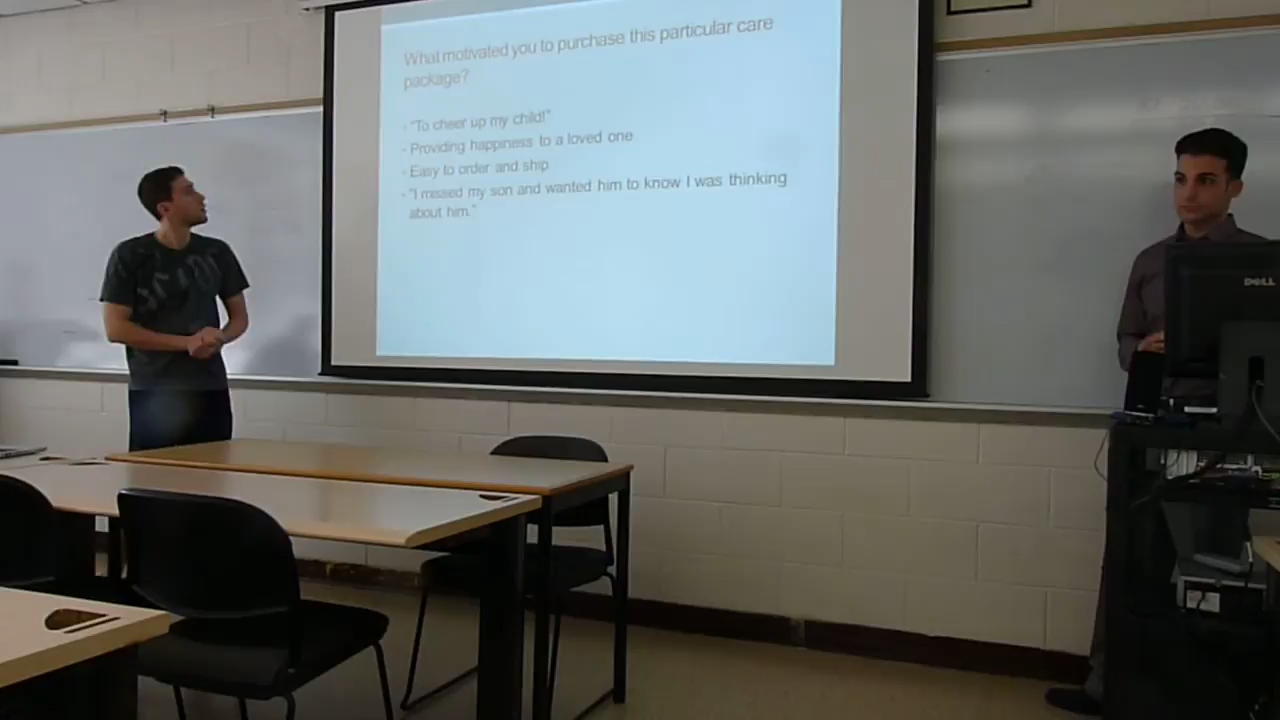 What motivated you to purchase this particular care
package?
- "To cheer up my child!"
- Providing happiness to a loved one
- Easy to order and ship
- "I missed my son and wanted him to know I was thinking
about him."
DELL